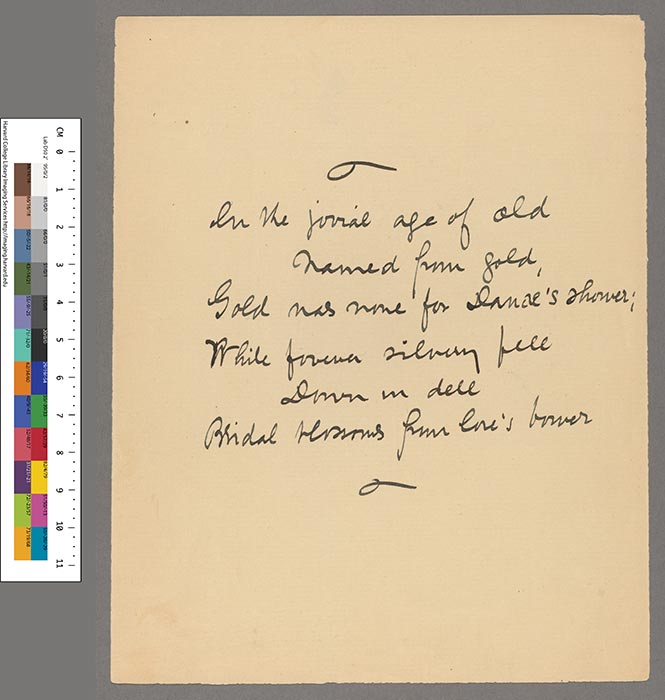 In the jovial age of old
Named from gold,
Gold was none for Danaë's shower;
While forever silvery fell
Down in dell
Bridal blossoms from love's bower
CM 0 1 2 3 4 5 6 7 8 9 10 11
Harvard College Library Imaging Services http://imaging.harvard.edu